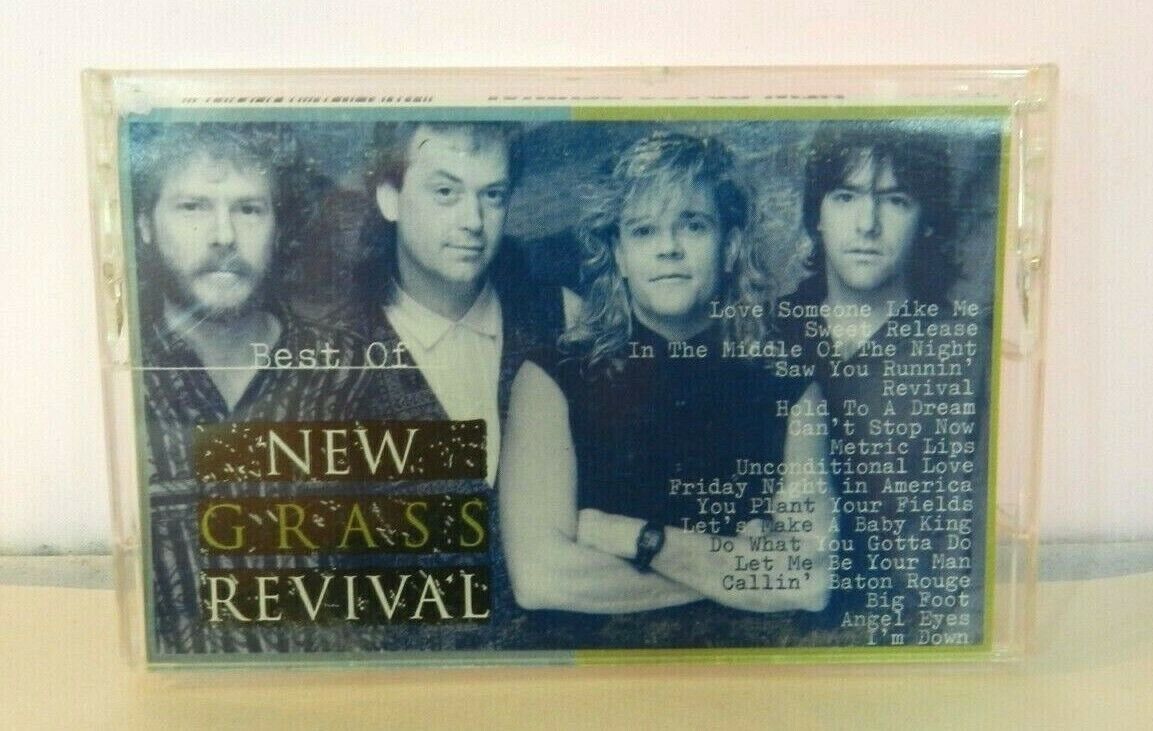 Best Of
NEW
GRASS
REVIVAL
Love Someone Like Me
Sweet Release
In The Middle Of The Night
Saw You Runnin'
Revival
Hold To A Dream
Can't Stop Now
Metric Lips
Unconditional Love
Friday Night in America
You Plant Your Fields
Let's Make A Baby King
Do What You Gotta Do
Let Me Be Your Man
Callin' Baton Rouge
Big Foot
Angel Eyes
I'm Down